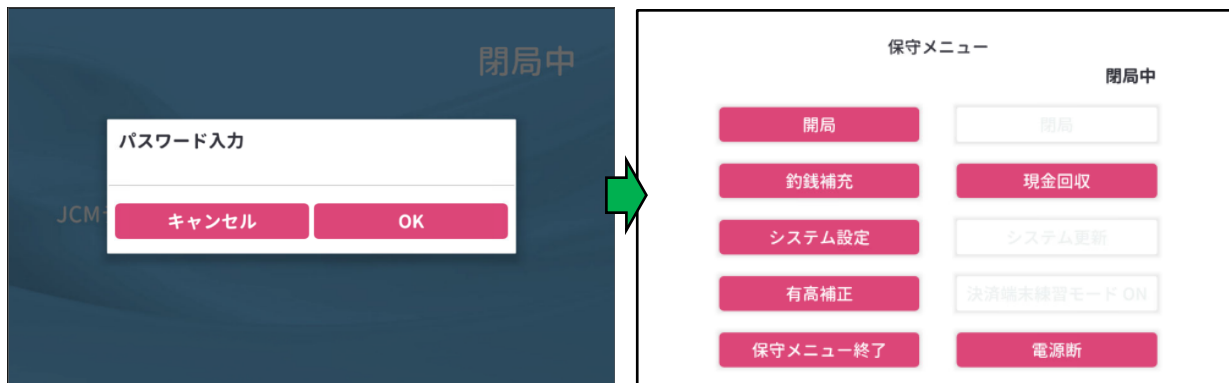 閉局中
パスワード入力
JCM
キャンセル
OK
保守メニュー
閉局中
開局
閉局
釣銭補充
現金回収
システム設定
システム更新
有高補正
決済端末練習モード ON
保守メニュー終了
電源断